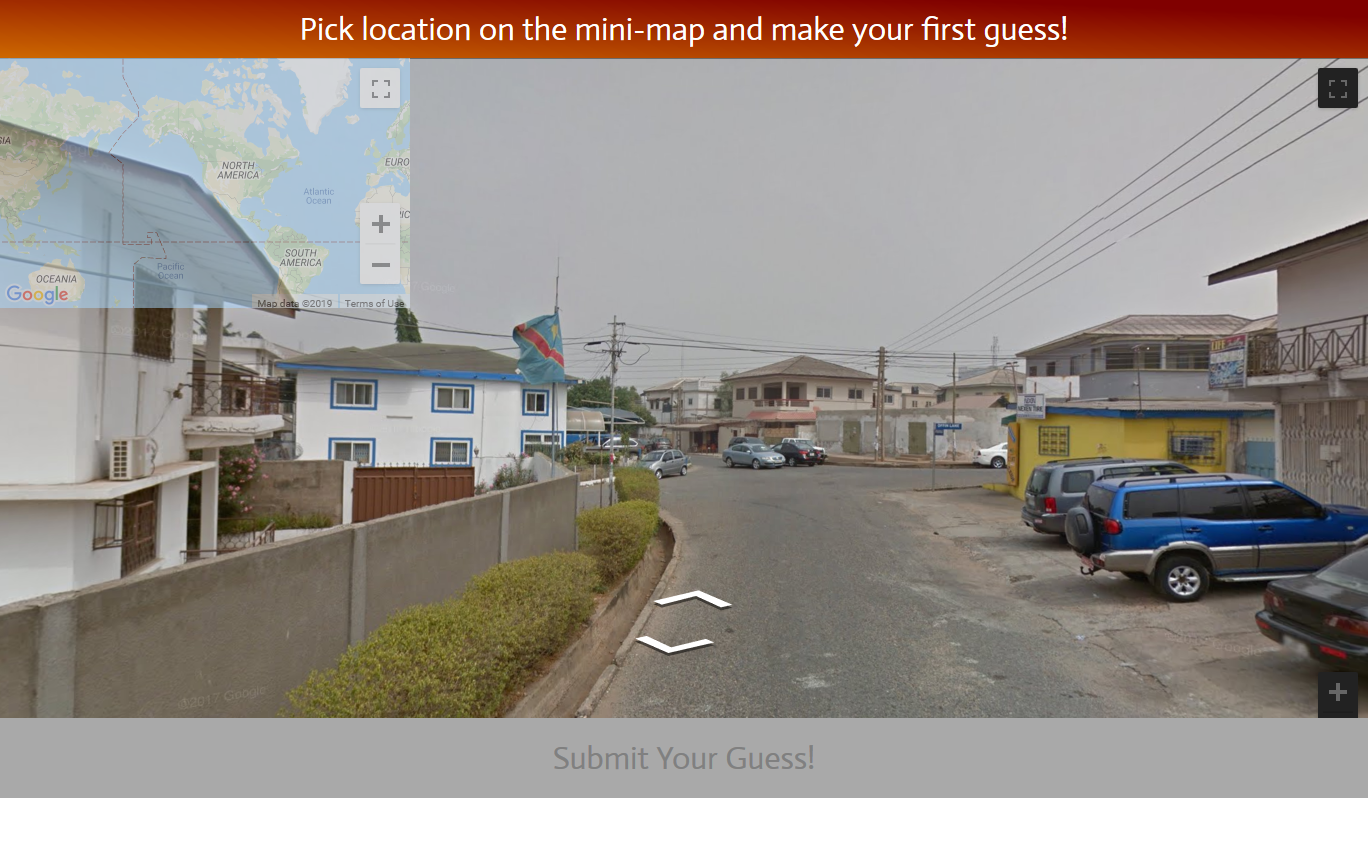 Pick location on the mini-map and make your first guess!
NORTH
AMERICA
EURO
Atlantic
Ocean
SOUTH
AMERICA
Pacific
Ocean
OCEANIA
Google
Map data ©2019
Terms of Use
©2017 Google
Submit Your Guess!